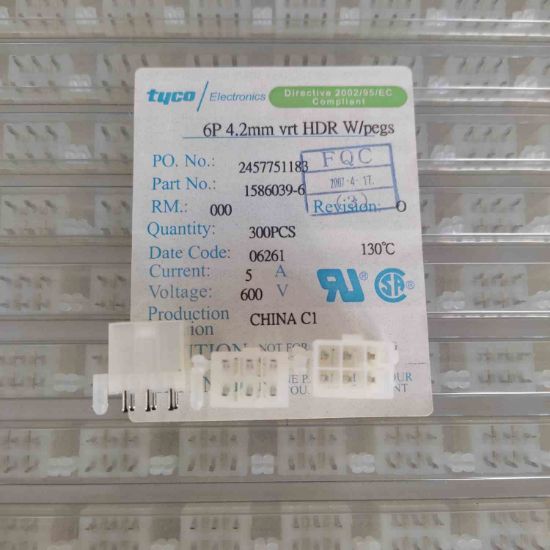 tyco / Electronics
Directive 2002/95/EC
Compliant
6P 4.2mm vrt HDR W/pegs
PO. No.: 2457751183
FQC
2007-4-17.
Part No.: 1586039-6
RM.: 000 Revision: O
Quantity: 300PCS
Date Code: 06261 130℃
Current: 5 A
Voltage: 600 V
Production
CHINA C1
NOT FOR